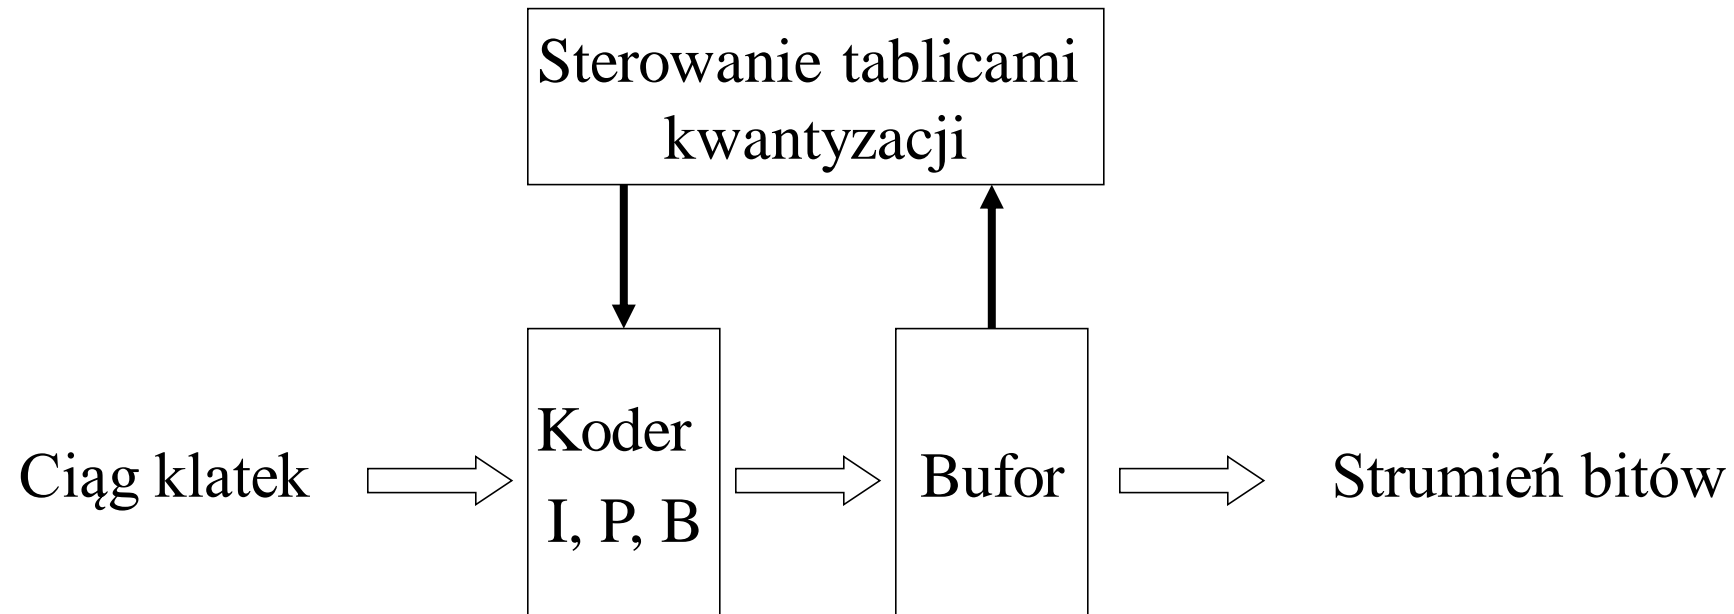 Sterowanie tablicami
kwantyzacji
Ciąg klatek
Koder
I, P, B
Bufor
Strumień bitów